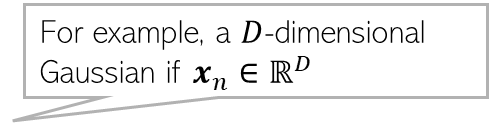 For example, a D-dimensional
Gaussian if xₙ ∈ ℝᴰ